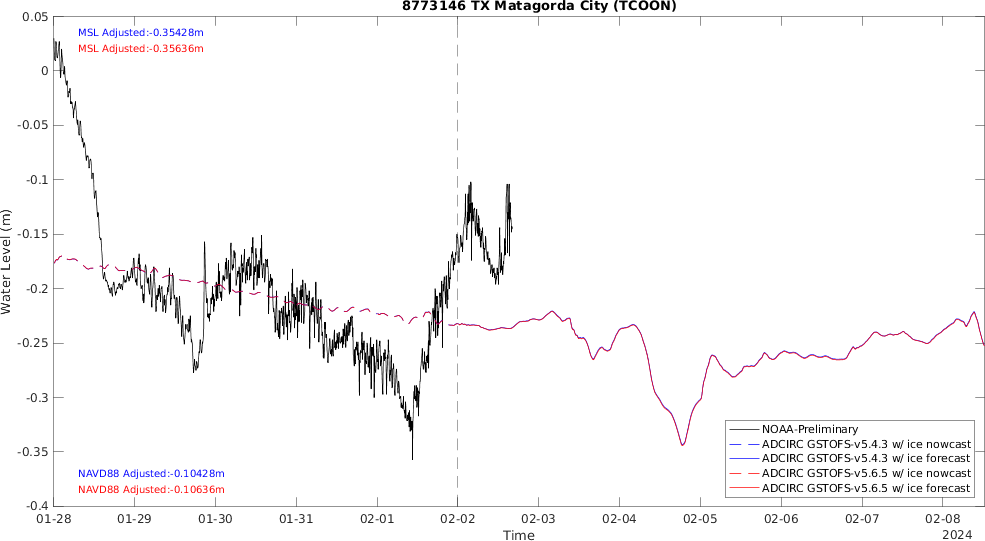 8773146 TX Matagorda City (TCOON)
MSL Adjusted:-0.35428m
MSL Adjusted:-0.35636m
0.05
0
-0.05
-0.1
-0.15
-0.2
-0.25
-0.3
-0.35
-0.4
Water Level (m)
NAVD88 Adjusted:-0.10428m
NAVD88 Adjusted:-0.10636m
NOAA-Preliminary
ADCIRC GSTOFS-v5.4.3 w/ ice nowcast
ADCIRC GSTOFS-v5.4.3 w/ ice forecast
ADCIRC GSTOFS-v5.6.5 w/ ice nowcast
ADCIRC GSTOFS-v5.6.5 w/ ice forecast
01-28 01-29 01-30 01-31 02-01 02-02 02-03 02-04 02-05 02-06 02-07 02-08
Time
2024